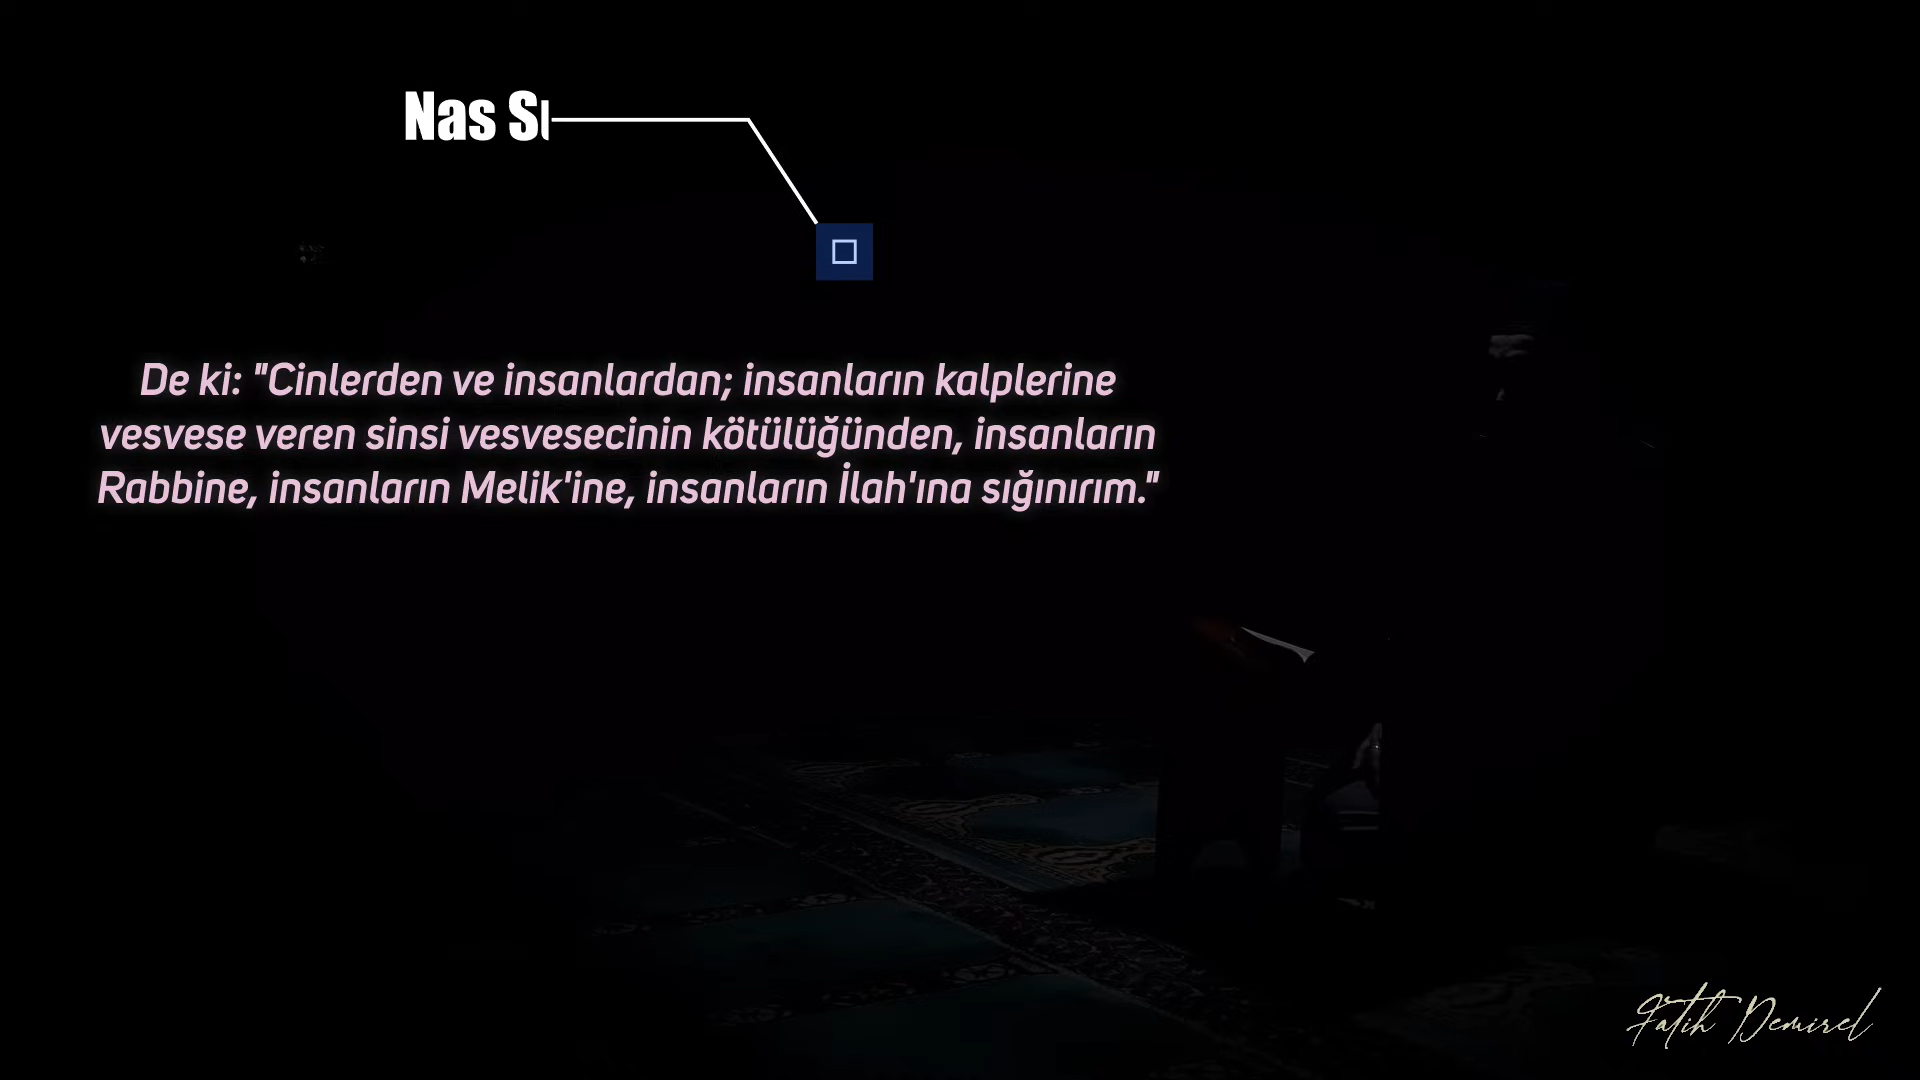 Nas S
De ki: "Cinlerden ve insanlardan; insanların kalplerine
vesvese veren sinsi vesvesecinin kötülüğünden, insanların
Rabbine, insanların Melik'ine, insanların İlah'ına sığınırım."
Fatih Demirel